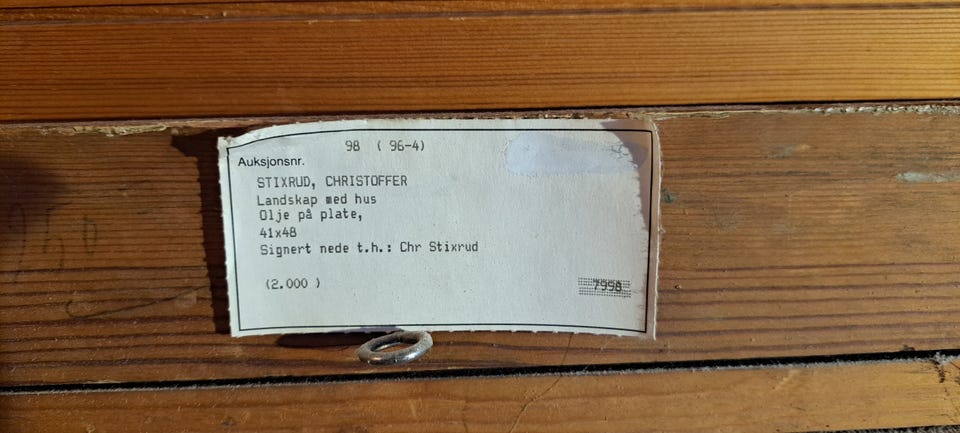 98 ( 96-4)
Auksjonsnr.
STIXRUD, CHRISTOFFER
Landskap med hus
Olje på plate,
41x48
Signert nede t.h.: Chr Stixrud
(2.000 )
7998